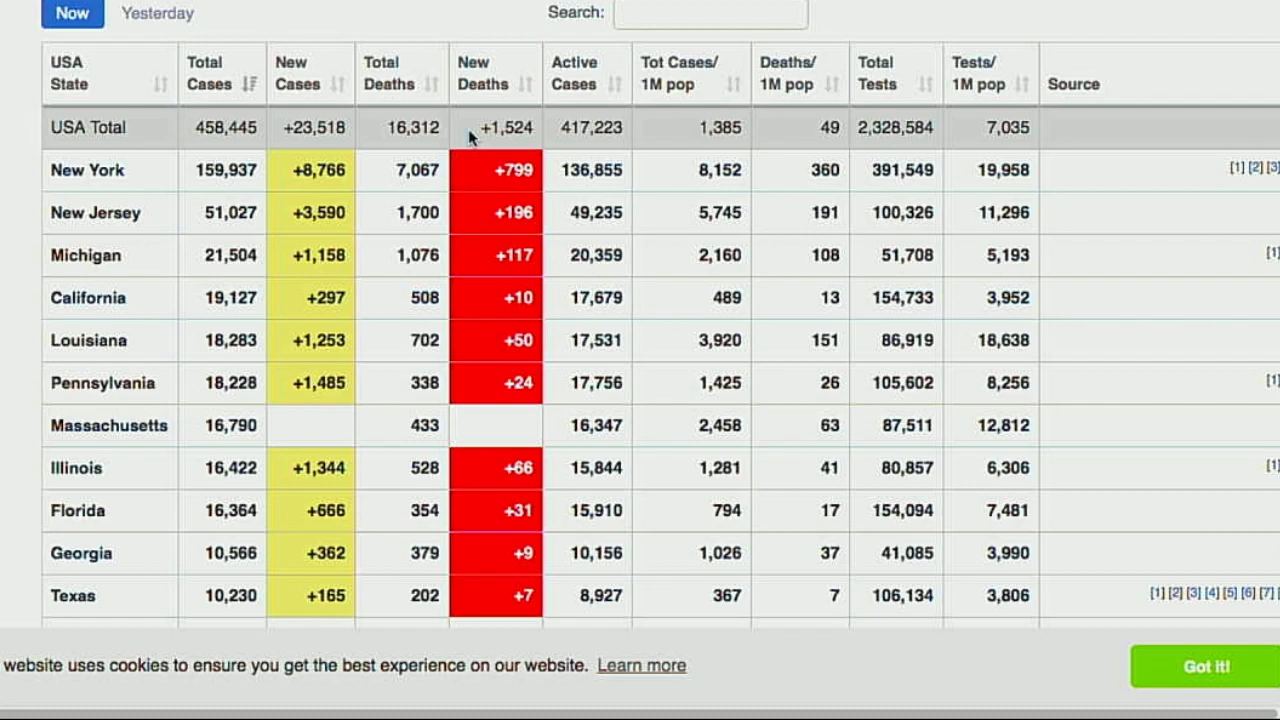 Now Yesterday Search:
USA State Total Cases New Cases Total Deaths New Deaths Active Cases Tot Cases/ 1M pop Deaths/ 1M pop Total Tests Tests/ 1M pop Source
USA Total 458,445 +23,518 16,312 +1,524 417,223 1,385 49 2,328,584 7,035
New York 159,937 +8,766 7,067 +799 136,855 8,152 360 391,549 19,958 [1] [2] [3]
New Jersey 51,027 +3,590 1,700 +196 49,235 5,745 191 100,326 11,296
Michigan 21,504 +1,158 1,076 +117 20,359 2,160 108 51,708 5,193 [1]
California 19,127 +297 508 +10 17,679 489 13 154,733 3,952
Louisiana 18,283 +1,253 702 +50 17,531 3,920 151 86,919 18,638
Pennsylvania 18,228 +1,485 338 +24 17,756 1,425 26 105,602 8,256 [1]
Massachusetts 16,790 433 16,347 2,458 63 87,511 12,812
Illinois 16,422 +1,344 528 +66 15,844 1,281 41 80,857 6,306 [1]
Florida 16,364 +666 354 +31 15,910 794 17 154,094 7,481
Georgia 10,566 +362 379 +9 10,156 1,026 37 41,085 3,990
Texas 10,230 +165 202 +7 8,927 367 7 106,134 3,806 [1] [2] [3] [4] [5] [6] [7] [
website uses cookies to ensure you get the best experience on our website. Learn more Got it!